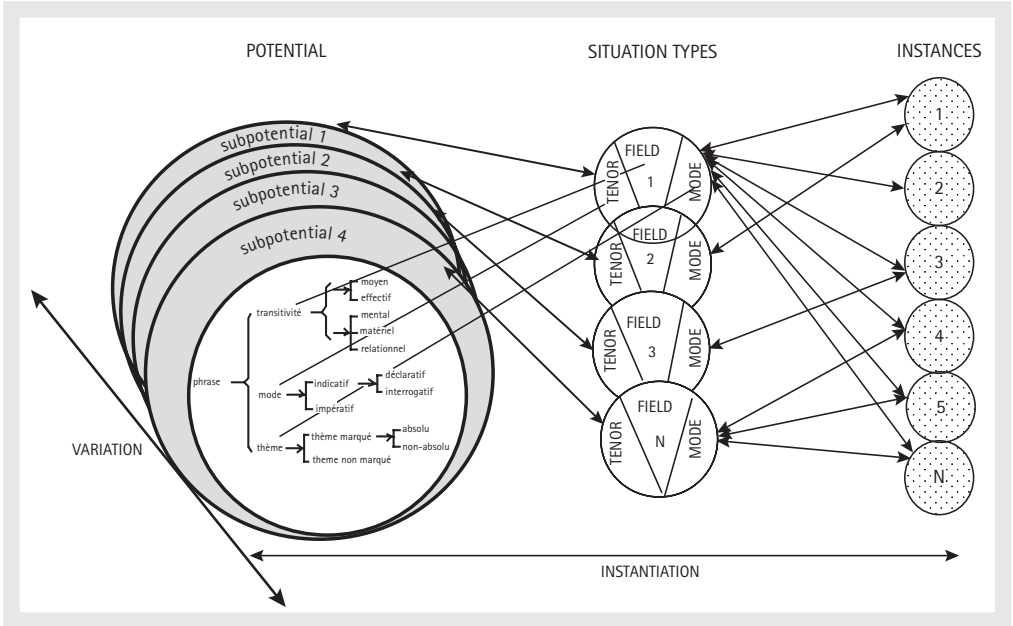 POTENTIAL
SITUATION TYPES
INSTANCES
subpotential 1
subpotential 2
subpotential 3
subpotential 4
phrase
transitivité
moyen
effectif
mental
matériel
relationnel
mode
indicatif
impératif
déclaratif
interrogatif
thème
thème marqué
theme non marqué
absolu
non-absolu
TENOR
FIELD
1
MODE
TENOR
FIELD
2
MODE
TENOR
FIELD
3
MODE
TENOR
FIELD
N
MODE
1
2
3
4
5
N
VARIATION
INSTANTIATION